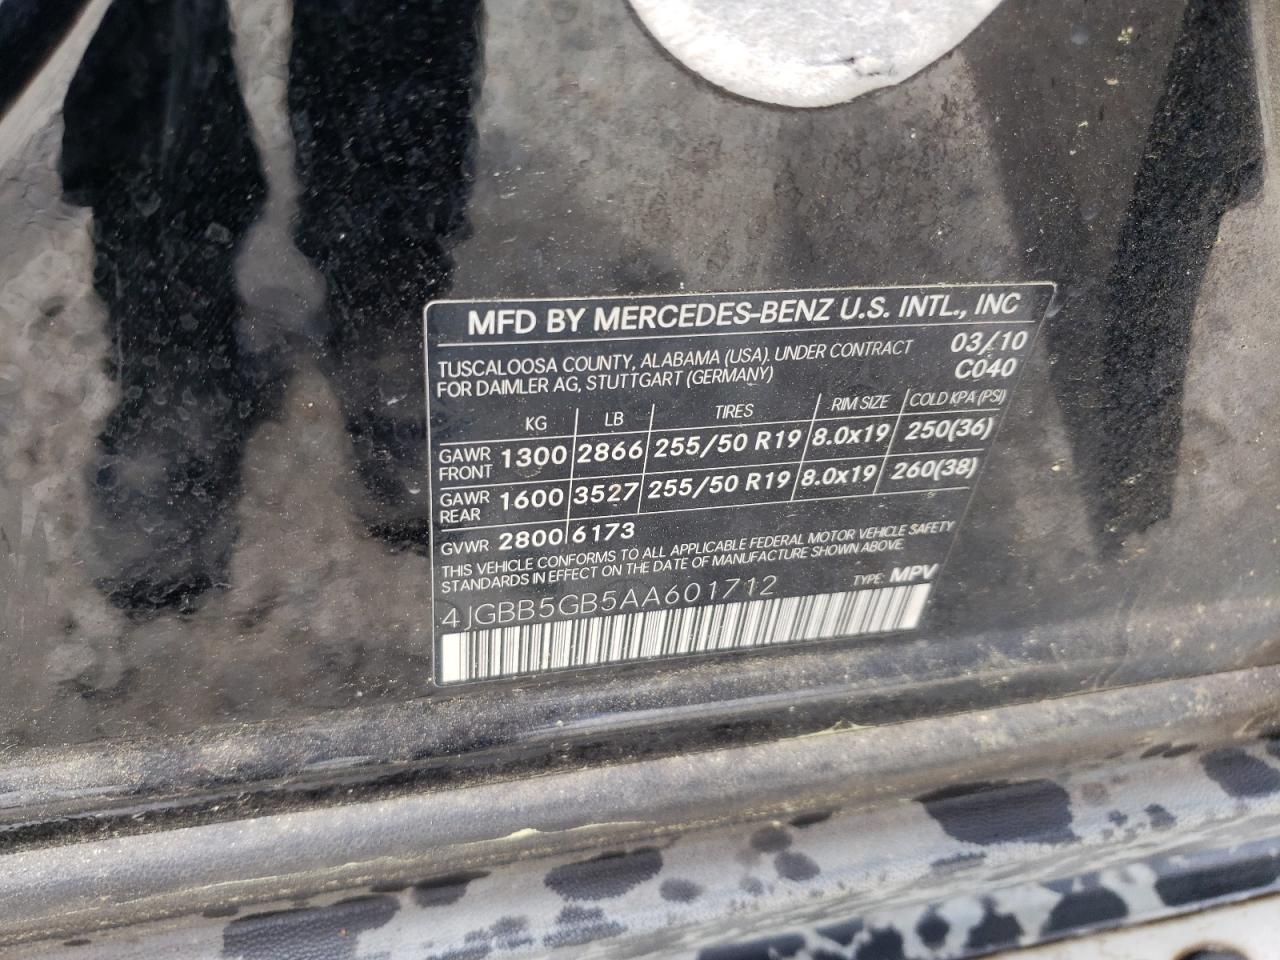 MFD BY MERCEDES-BENZ U.S. INTL., INC
TUSCALOOSA COUNTY, ALABAMA (USA). UNDER CONTRACT 03/10
FOR DAIMLER AG, STUTTGART (GERMANY) C040
KG LB TIRES RIM SIZE COLD KPA (PSI)
GAWR FRONT 1300 2866 255/50 R19 8.0x19 250(36)
GAWR REAR 1600 3527 255/50 R19 8.0x19 260(38)
GVWR 2800 6173
THIS VEHICLE CONFORMS TO ALL APPLICABLE FEDERAL MOTOR VEHICLE SAFETY
STANDARDS IN EFFECT ON THE DATE OF MANUFACTURE SHOWN ABOVE.
4JGBB5GB5AA601712 TYPE: MPV